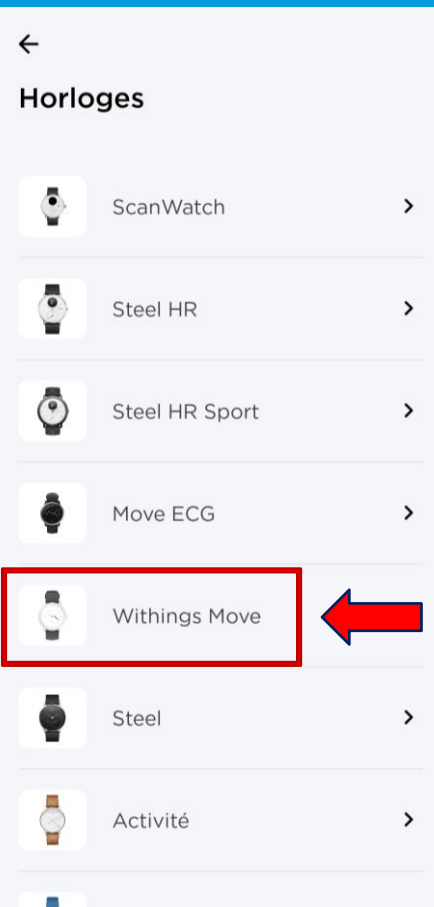 Horloges
ScanWatch
Steel HR
Steel HR Sport
Move ECG
Withings Move
Steel
Activité